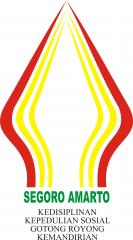 SEGORO AMARTO
KEDISIPLINAN
KEPEDULIAN SOSIAL
GOTONG ROYONG
KEMANDIRIAN